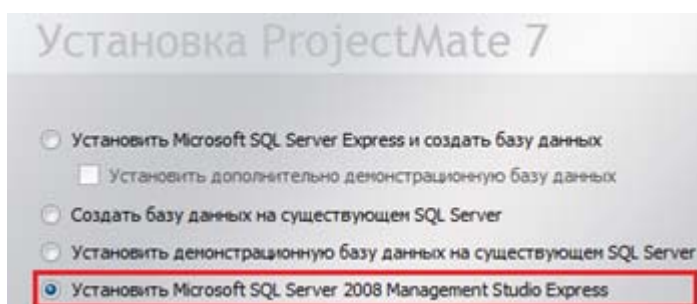 Установка ProjectMate 7
Установить Microsoft SQL Server Express и создать базу данных
Установить дополнительно демонстрационную базу данных
Создать базу данных на существующем SQL Server
Установить демонстрационную базу данных на существующем SQL Server
Установить Microsoft SQL Server 2008 Management Studio Express